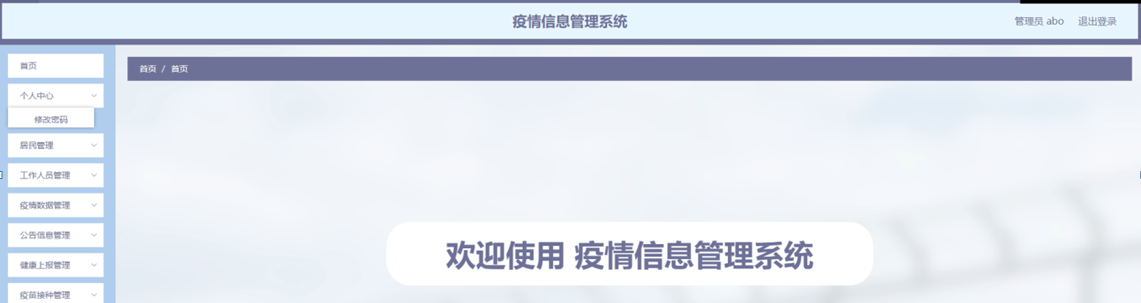 疫情信息管理系统
管理员 abo 退出登录
首页
个人中心
修改密码
居民管理
工作人员管理
疫情数据管理
公告信息管理
健康上报管理
疫苗接种管理
首页 / 首页
欢迎使用 疫情信息管理系统